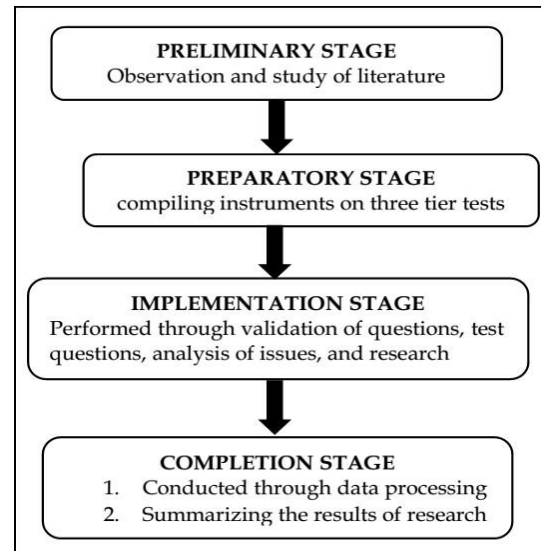 PRELIMINARY STAGE
Observation and study of literature
PREPARATORY STAGE
compiling instruments on three tier tests
IMPLEMENTATION STAGE
Performed through validation of questions, test
questions, analysis of issues, and research
COMPLETION STAGE
1. Conducted through data processing
2. Summarizing the results of research